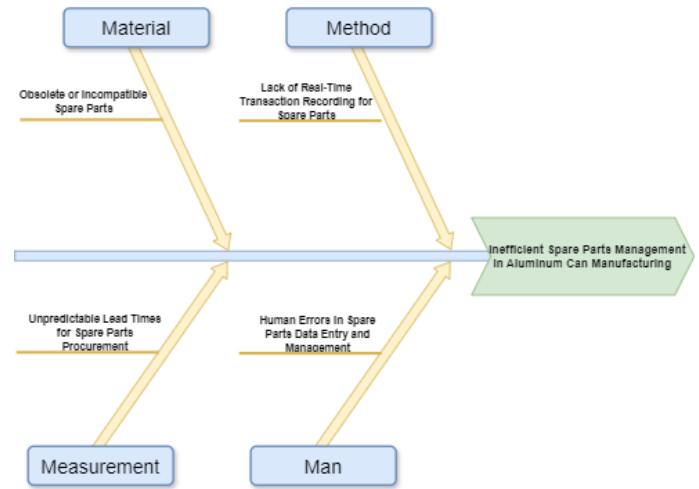 Material
Method
Obsolete or Incompatible
Spare Parts
Lack of Real-Time
Transaction Recording for
Spare Parts
Inefficient Spare Parts Management
in Aluminum Can Manufacturing
Unpredictable Lead Times
for Spare Parts
Procurement
Human Errors in Spare
Parts Data Entry and
Management
Measurement
Man